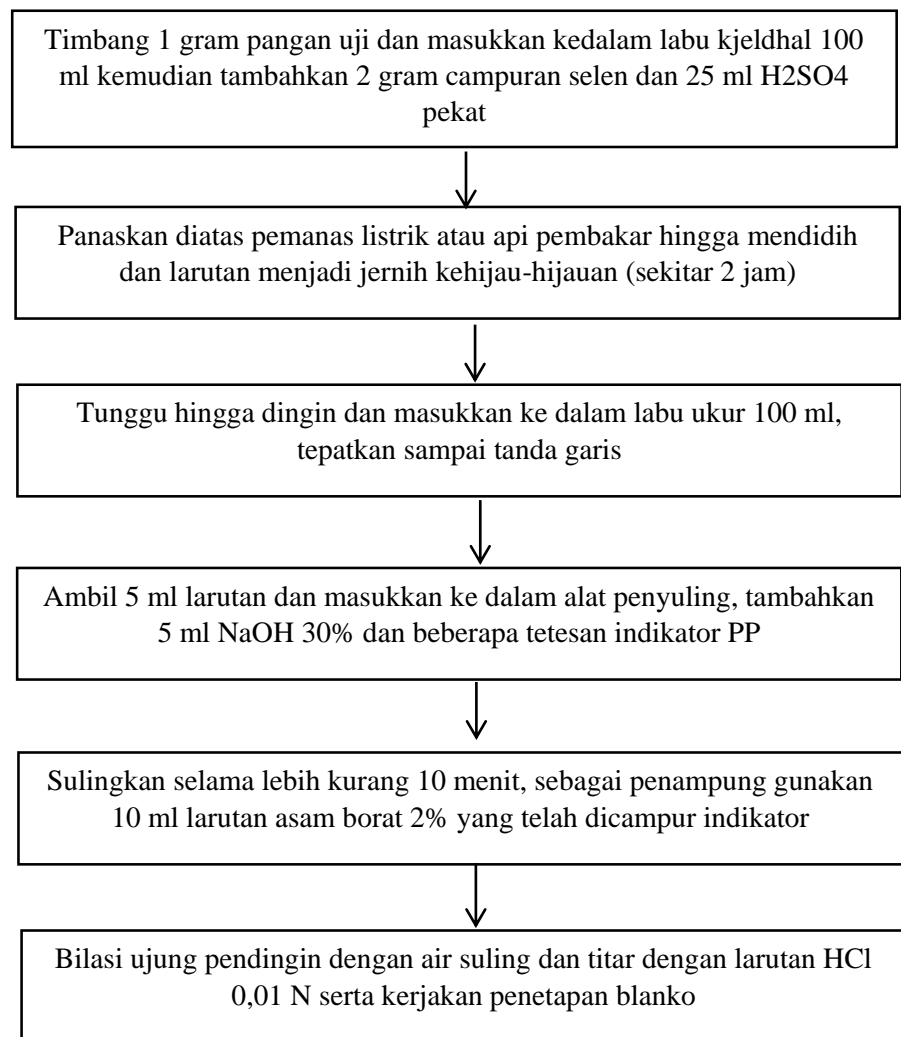 Timbang 1 gram pangan uji dan masukkan kedalam labu kjeldhal 100
ml kemudian tambahkan 2 gram campuran selen dan 25 ml H2SO4
pekat
Panaskan diatas pemanas listrik atau api pembakar hingga mendidih
dan larutan menjadi jernih kehijau-hijauan (sekitar 2 jam)
Tunggu hingga dingin dan masukkan ke dalam labu ukur 100 ml,
tepatkan sampai tanda garis
Ambil 5 ml larutan dan masukkan ke dalam alat penyuling, tambahkan
5 ml NaOH 30% dan beberapa tetesan indikator PP
Sulingkan selama lebih kurang 10 menit, sebagai penampung gunakan
10 ml larutan asam borat 2% yang telah dicampur indikator
Bilasi ujung pendingin dengan air suling dan titar dengan larutan HCl
0,01 N serta kerjakan penetapan blanko